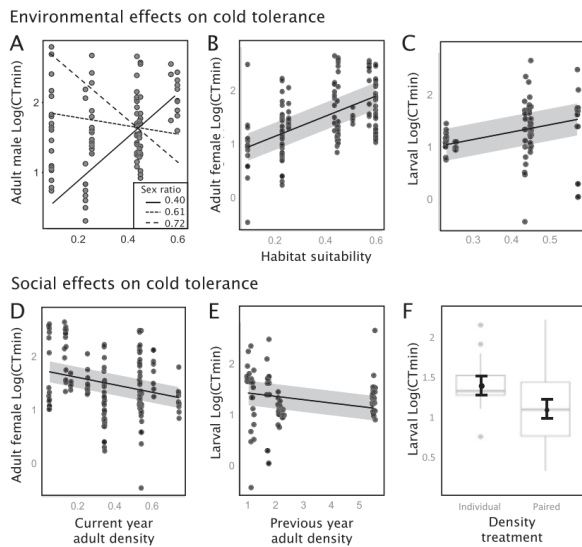 Environmental effects on cold tolerance
A
Adult male Log(CTmin)
2
1
0.2
0.4
0.6
Sex ratio
0.40
0.61
0.72
B
Adult female Log(CTmin)
2
1
0
0.2
0.4
0.6
Habitat suitability
C
Larval Log(CTmin)
2
1
0
0.3
0.5
Social effects on cold tolerance
D
Adult female Log(CTmin)
2
1
0
0.2
0.4
0.6
Current year
adult density
E
Larval Log(CTmin)
2
1
0
1
2
3
4
5
Previous year
adult density
F
Larval Log(CTmin)
2
1.5
1
0.5
Individual
Paired
Density
treatment